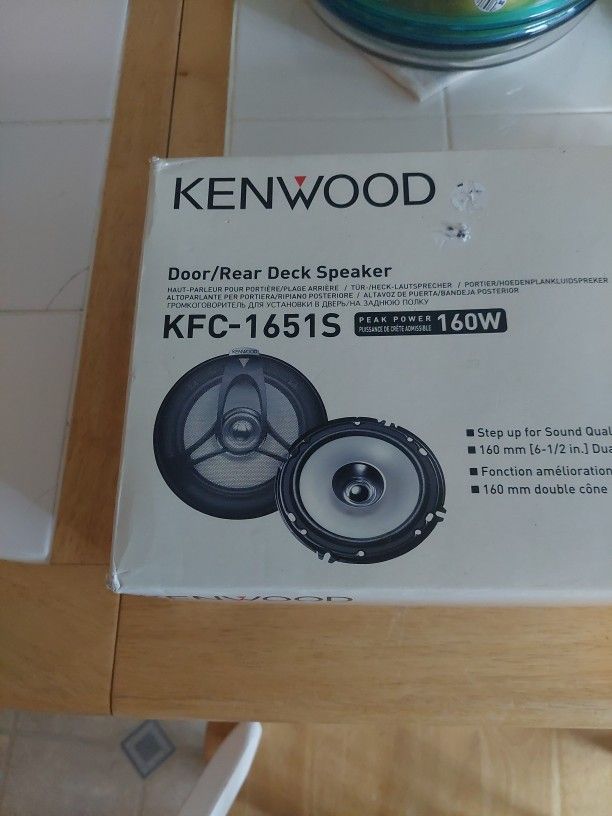 KENWOOD
Door/Rear Deck Speaker
HAUT-PARLEUR POUR PORTIÈRE/PLAGE ARRIERE / TÜR-/HECK-LAUTSPRECHER / PORTIER/HOEDENPLANKLUIDSPREKER
ALTOPARLANTE PER PORTIERA/RIPIANO POSTERIORE / ALTAVOZ DE PUERTA/BANDEJA POSTERIOR
ГРОМКОГОВОРИТЕЛЬ ДЛЯ УСТАНОВКИ В ДВЕРЬ/НА ЗАДНЮЮ ПОЛКУ
KFC-1651S PEAK POWER 160W
PUISSANCE DE CRÊTE ADMISSIBLE
KENWOOD
■ Step up for Sound Qual
■ 160 mm [6-1/2 in.] Dua
■ Fonction amélioration
■ 160 mm double cône
KENWOOD